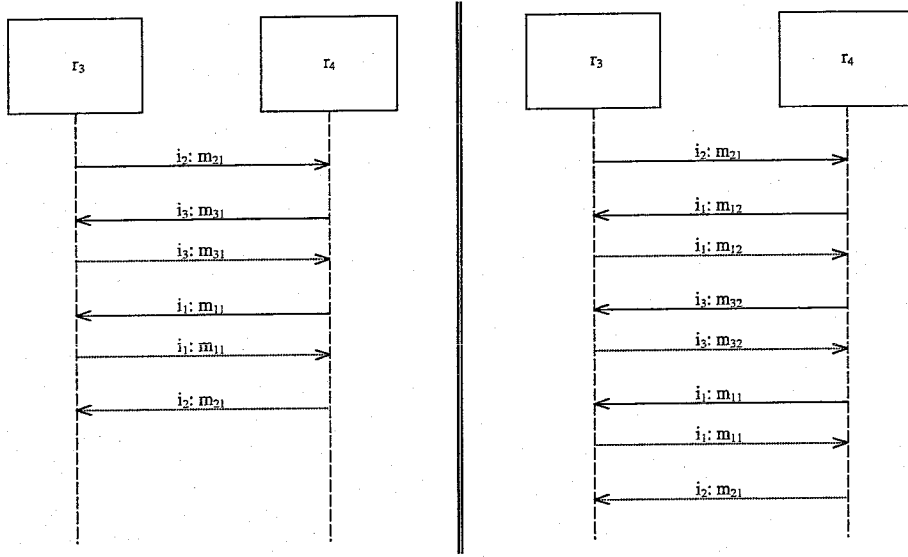 r₃ r₄
i₂: m₂₁
i₃: m₃₁
i₃: m₃₁
i₁: m₁₁
i₁: m₁₁
i₂: m₂₁
r₃ r₄
i₂: m₂₁
i₁: m₁₂
i₁: m₁₂
i₃: m₃₂
i₃: m₃₂
i₁: m₁₁
i₁: m₁₁
i₂: m₂₁